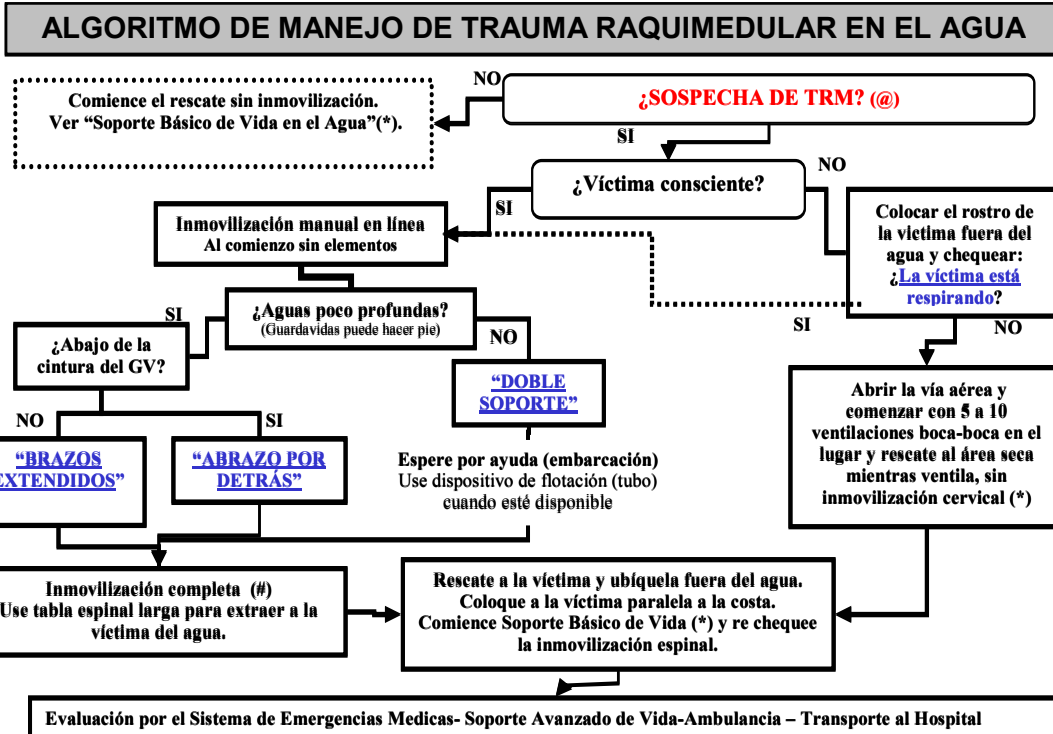 ALGORITMO DE MANEJO DE TRAUMA RAQUIMEDULAR EN EL AGUA
NO
¿SOSPECHA DE TRM? (@)
Comience el rescate sin inmovilización.
Ver “Soporte Básico de Vida en el Agua”(*).
SI
¿Víctima consciente?
NO
SI
Inmovilización manual en línea
Al comienzo sin elementos
Colocar el rostro de
la victima fuera del
agua y chequear:
¿La víctima está
respirando?
SI
NO
¿Aguas poco profundas?
(Guardavidas puede hacer pie)
SI
NO
¿Abajo de la
cintura del GV?
NO
SI
“BRAZOS
EXTENDIDOS”
“ABRAZO POR
DETRÁS”
“DOBLE
SOPORTE”
Espere por ayuda (embarcación)
Use dispositivo de flotación (tubo)
cuando esté disponible
Abrir la vía aérea y
comenzar con 5 a 10
ventilaciones boca-boca en el
lugar y rescate al área seca
mientras ventila, sin
inmovilización cervical (*)
Inmovilización completa (#)
Use tabla espinal larga para extraer a la
víctima del agua.
Rescate a la víctima y ubíquela fuera del agua.
Coloque a la víctima paralela a la costa.
Comience Soporte Básico de Vida (*) y re chequee
la inmovilización espinal.
Evaluación por el Sistema de Emergencias Medicas- Soporte Avanzado de Vida-Ambulancia – Transporte al Hospital